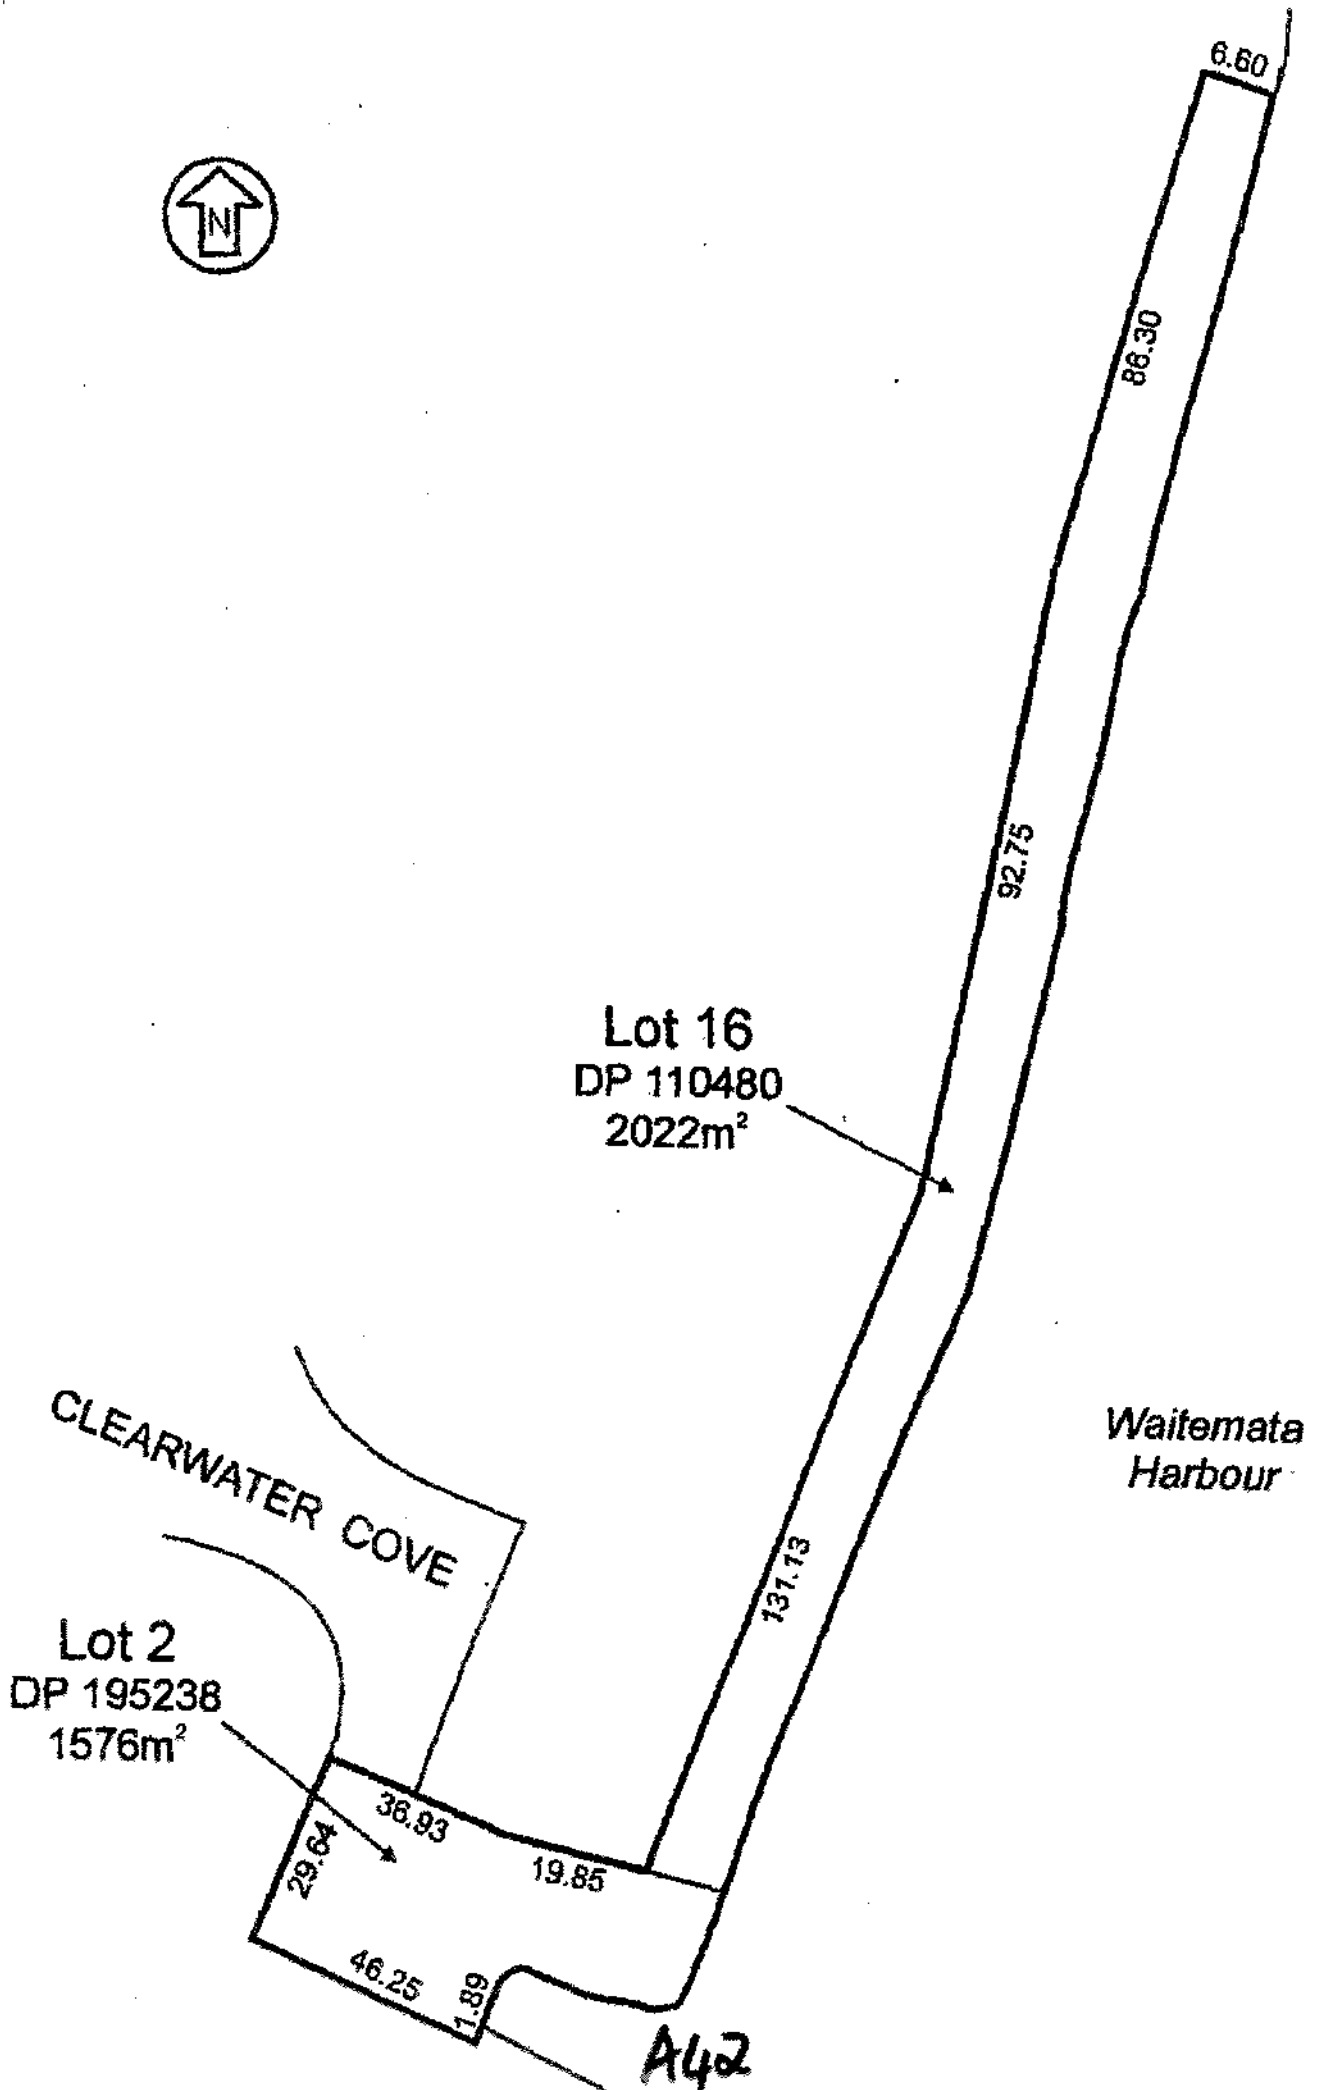 6.60
N
86.30
92.75
Lot 16
DP 110480
2022m²
CLEARWATER COVE
Waitemata
Harbour
131.13
Lot 2
DP 195238
1576m²
36.93
29.64
19.85
46.25
1.89
A42